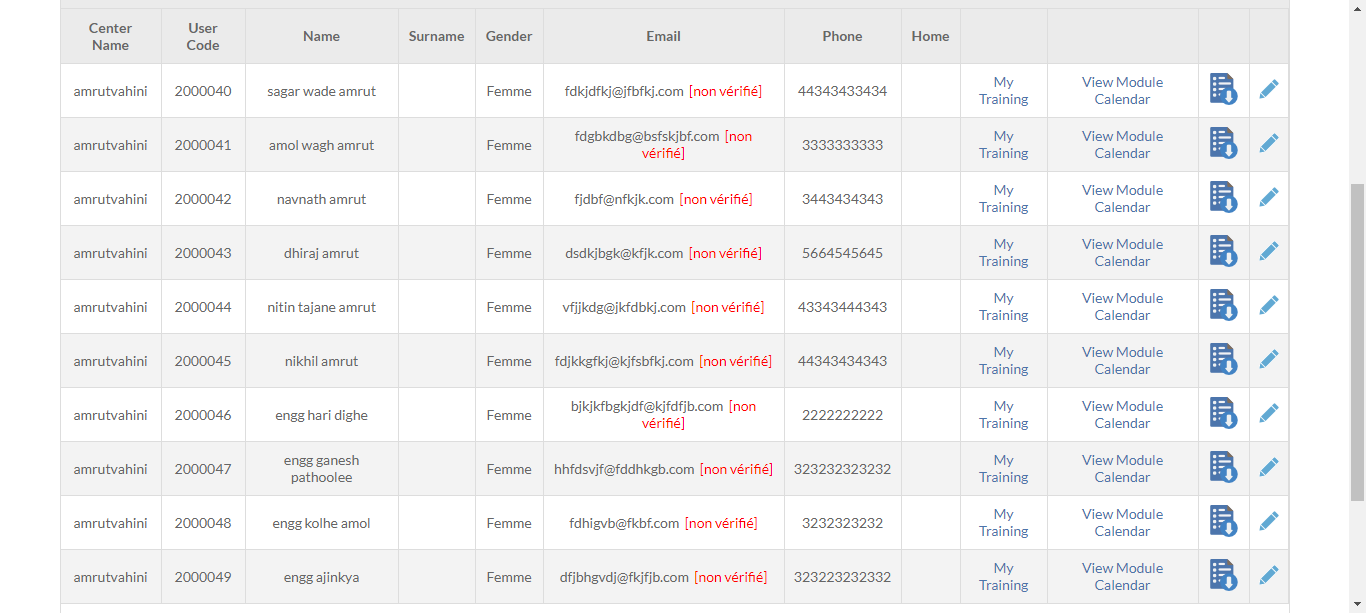 Center Name User Code Name Surname Gender Email Phone Home
amrutvahini 2000040 sagar wade amrut Femme fdkjdfkj@jfbfkj.com [non vérifié] 44343433434 My Training View Module Calendar
amrutvahini 2000041 amol wagh amrut Femme fdgbkdbg@bsfskjbf.com [non vérifié] 3333333333 My Training View Module Calendar
amrutvahini 2000042 navnath amrut Femme fjdbf@nfkjk.com [non vérifié] 3443434343 My Training View Module Calendar
amrutvahini 2000043 dhiraj amrut Femme dsdkjbgk@kfjk.com [non vérifié] 5664545645 My Training View Module Calendar
amrutvahini 2000044 nitin tajane amrut Femme vfjjkdg@jkfdbkj.com [non vérifié] 43343444343 My Training View Module Calendar
amrutvahini 2000045 nikhil amrut Femme fdjkkgfkj@kjfsbfkj.com [non vérifié] 44343434343 My Training View Module Calendar
amrutvahini 2000046 engg hari dighe Femme bjkjkfbgkjdf@kjfdfjb.com [non vérifié] 2222222222 My Training View Module Calendar
amrutvahini 2000047 engg ganesh pathoolee Femme hhfdsvjf@fddhkgb.com [non vérifié] 323232323232 My Training View Module Calendar
amrutvahini 2000048 engg kolhe amol Femme fdhigvb@fkbf.com [non vérifié] 3232323232 My Training View Module Calendar
amrutvahini 2000049 engg ajinkya Femme dfjbhgvdj@fkjfjb.com [non vérifié] 323223232332 My Training View Module Calendar